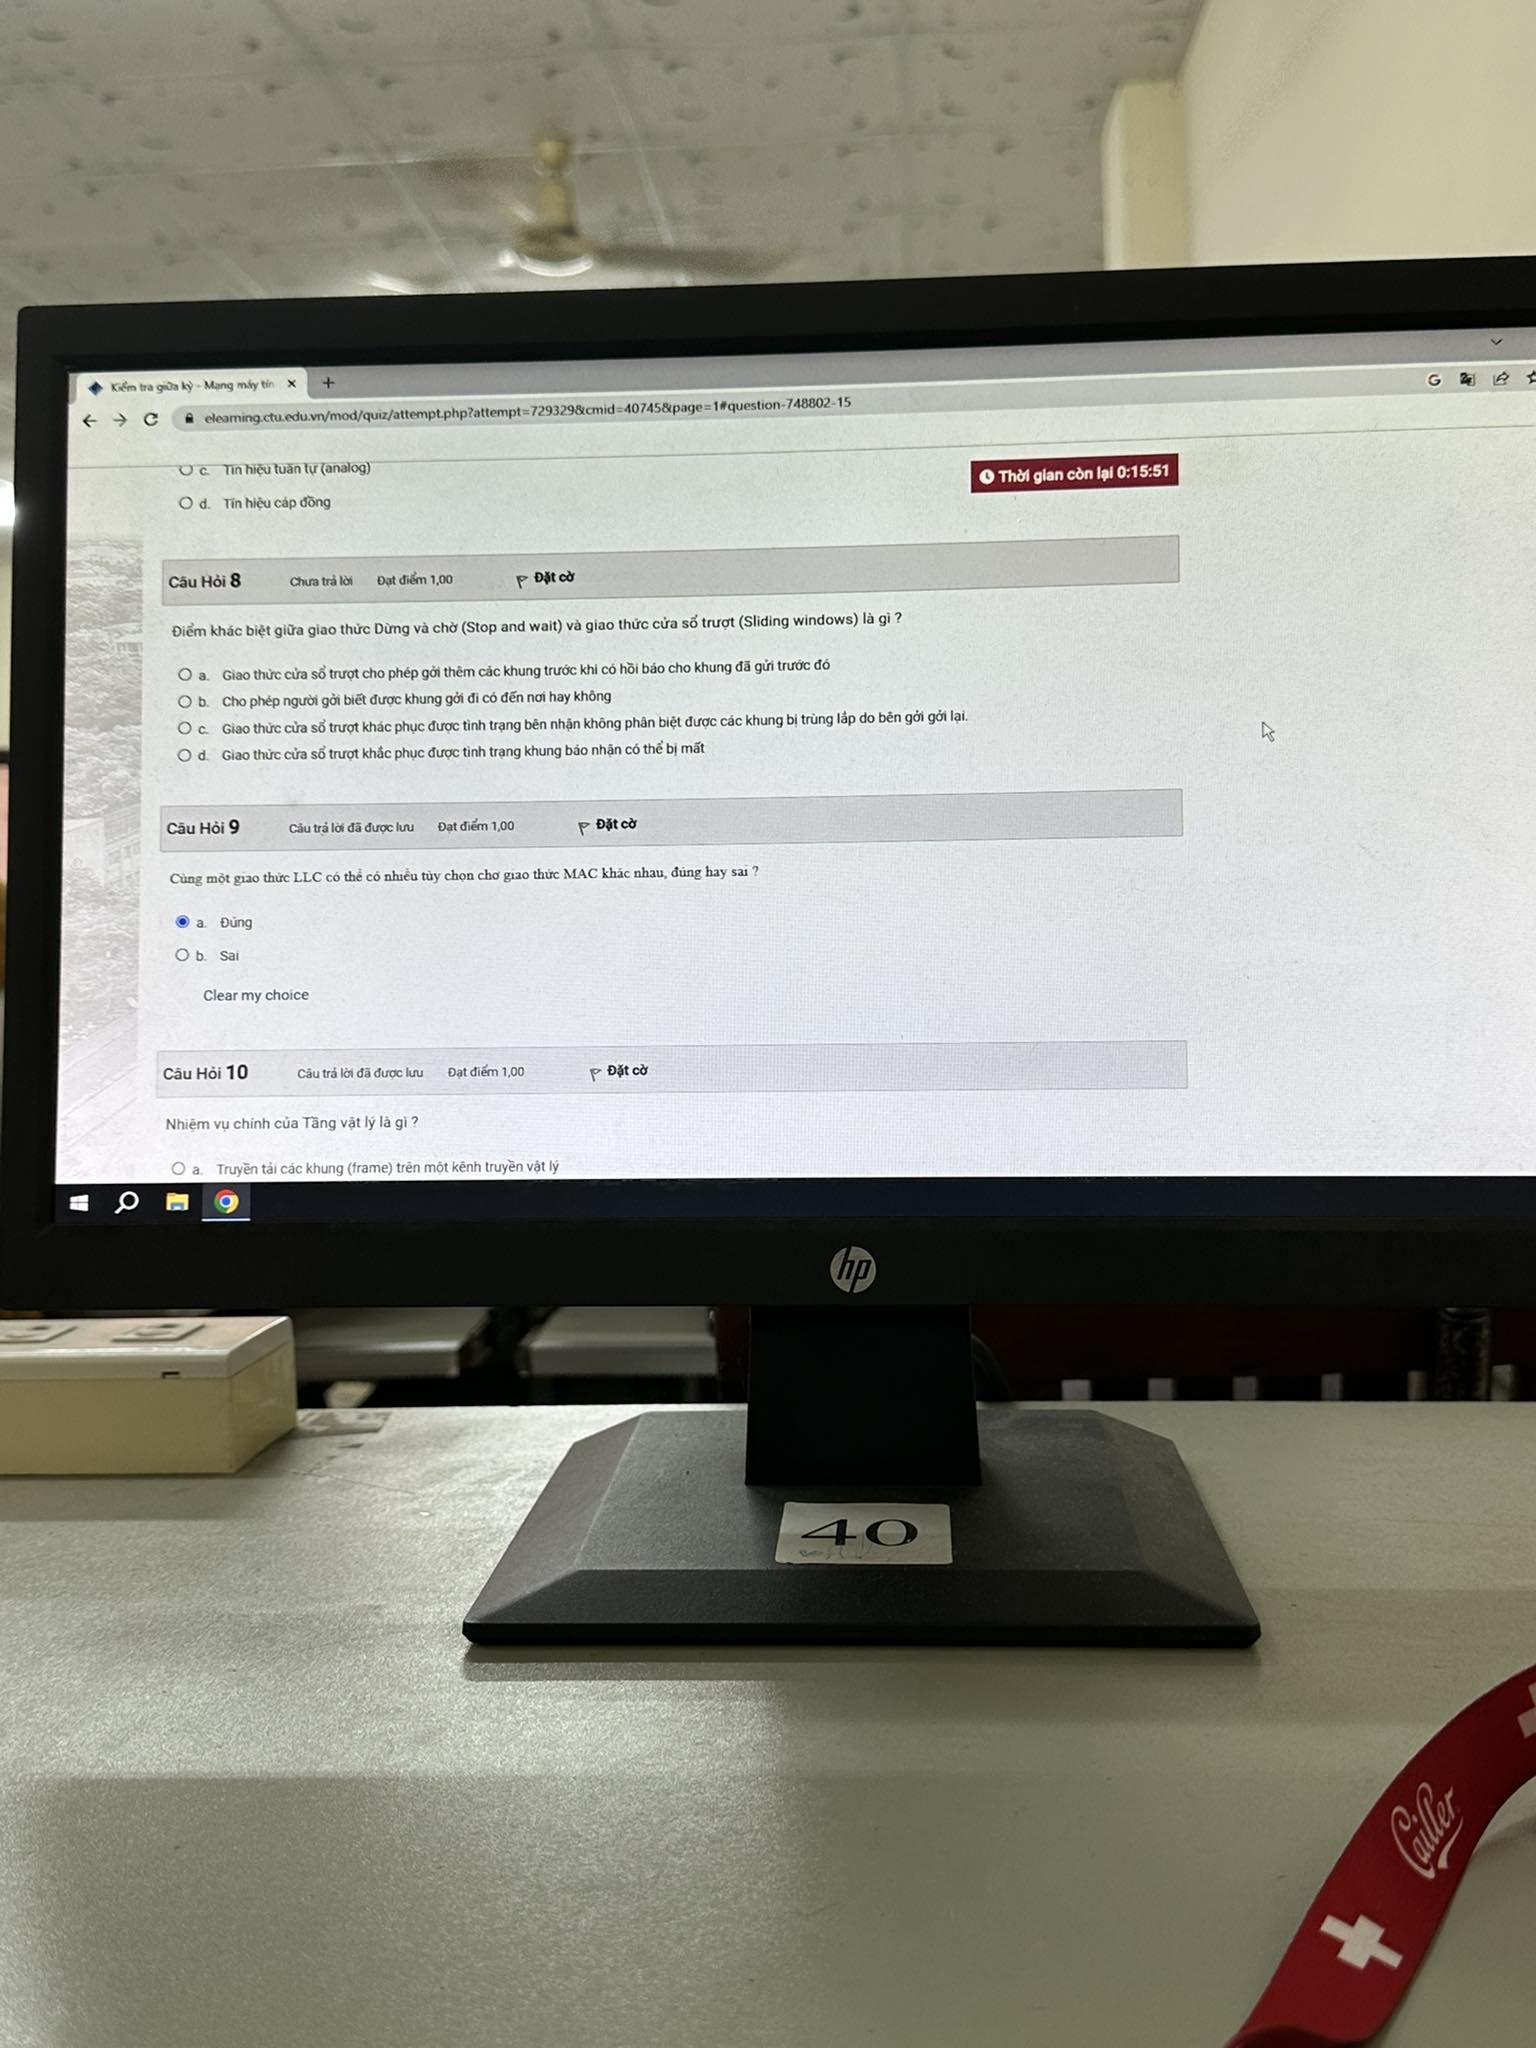 Kiểm tra giữa kỳ - Mạng máy tín
elearning.ctu.edu.vn/mod/quiz/attempt.php?attempt=729329&cmid=40745&page=1#question-748802-15
c. Tín hiệu tuần tự (analog)
Thời gian còn lại 0:15:51
d. Tín hiệu cáp đồng
Câu Hỏi 8 Chưa trả lời Đạt điểm 1,00 Đặt cờ
Điểm khác biệt giữa giao thức Dừng và chờ (Stop and wait) và giao thức cửa sổ trượt (Sliding windows) là gì ?
a. Giao thức cửa sổ trượt cho phép gởi thêm các khung trước khi có hồi báo cho khung đã gửi trước đó
b. Cho phép người gởi biết được khung gởi đi có đến nơi hay không
c. Giao thức cửa sổ trượt khác phục được tình trạng bên nhận không phân biệt được các khung bị trùng lắp do bên gởi gởi lại.
d. Giao thức cửa sổ trượt khắc phục được tình trạng khung báo nhận có thể bị mất
Câu Hỏi 9 Câu trả lời đã được lưu Đạt điểm 1,00 Đặt cờ
Cùng một giao thức LLC có thể có nhiều tùy chọn cho giao thức MAC khác nhau, đúng hay sai ?
a. Đúng
b. Sai
Clear my choice
Câu Hỏi 10 Câu trả lời đã được lưu Đạt điểm 1,00 Đặt cờ
Nhiệm vụ chính của Tầng vật lý là gì ?
a. Truyền tải các khung (frame) trên một kênh truyền vật lý
hp
40
Cailler